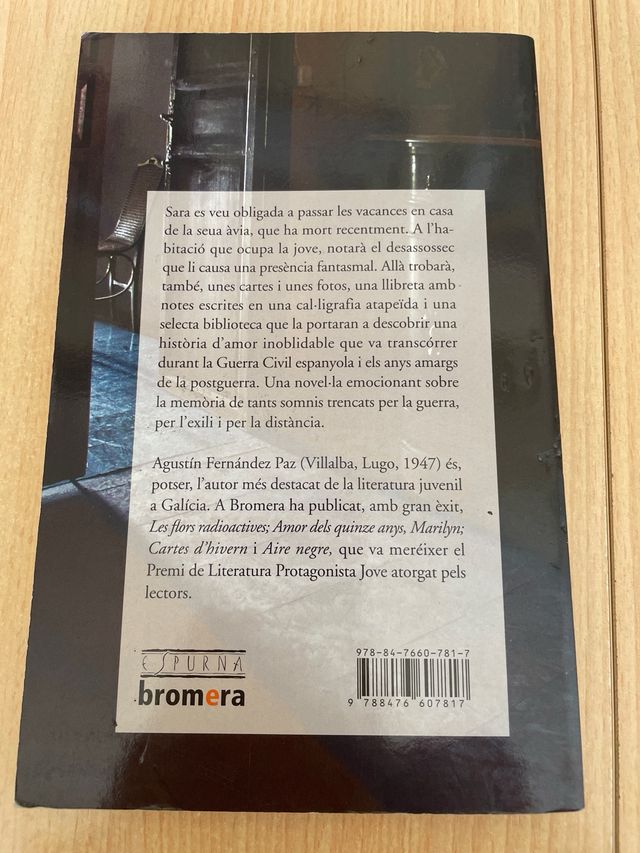 Sara es veu obligada a passar les vacances en casa
de la seua àvia, que ha mort recentment. A l'ha-
bitació que ocupa la jove, notarà el desassossec
que li causa una presència fantasmal. Allà trobarà,
també, unes cartes i unes fotos, una llibreta amb
notes escrites en una cal·ligrafia atapeïda i una
selecta biblioteca que la portaran a descobrir una
història d'amor inoblidable que va transcórrer
durant la Guerra Civil espanyola i els anys amargs
de la postguerra. Una novel·la emocionant sobre
la memòria de tants somnis trencats per la guerra,
per l'exili i per la distància.
Agustín Fernández Paz (Villalba, Lugo, 1947) és,
potser, l'autor més destacat de la literatura juvenil
a Galícia. A Bromera ha publicat, amb gran èxit,
Les flors radioactives; Amor dels quinze anys, Marilyn;
Cartes d'hivern i Aire negre, que va meréixer el
Premi de Literatura Protagonista Jove atorgat pels
lectors.
ESPURNA
bromera
978-84-7660-781-7
9 788476 607817